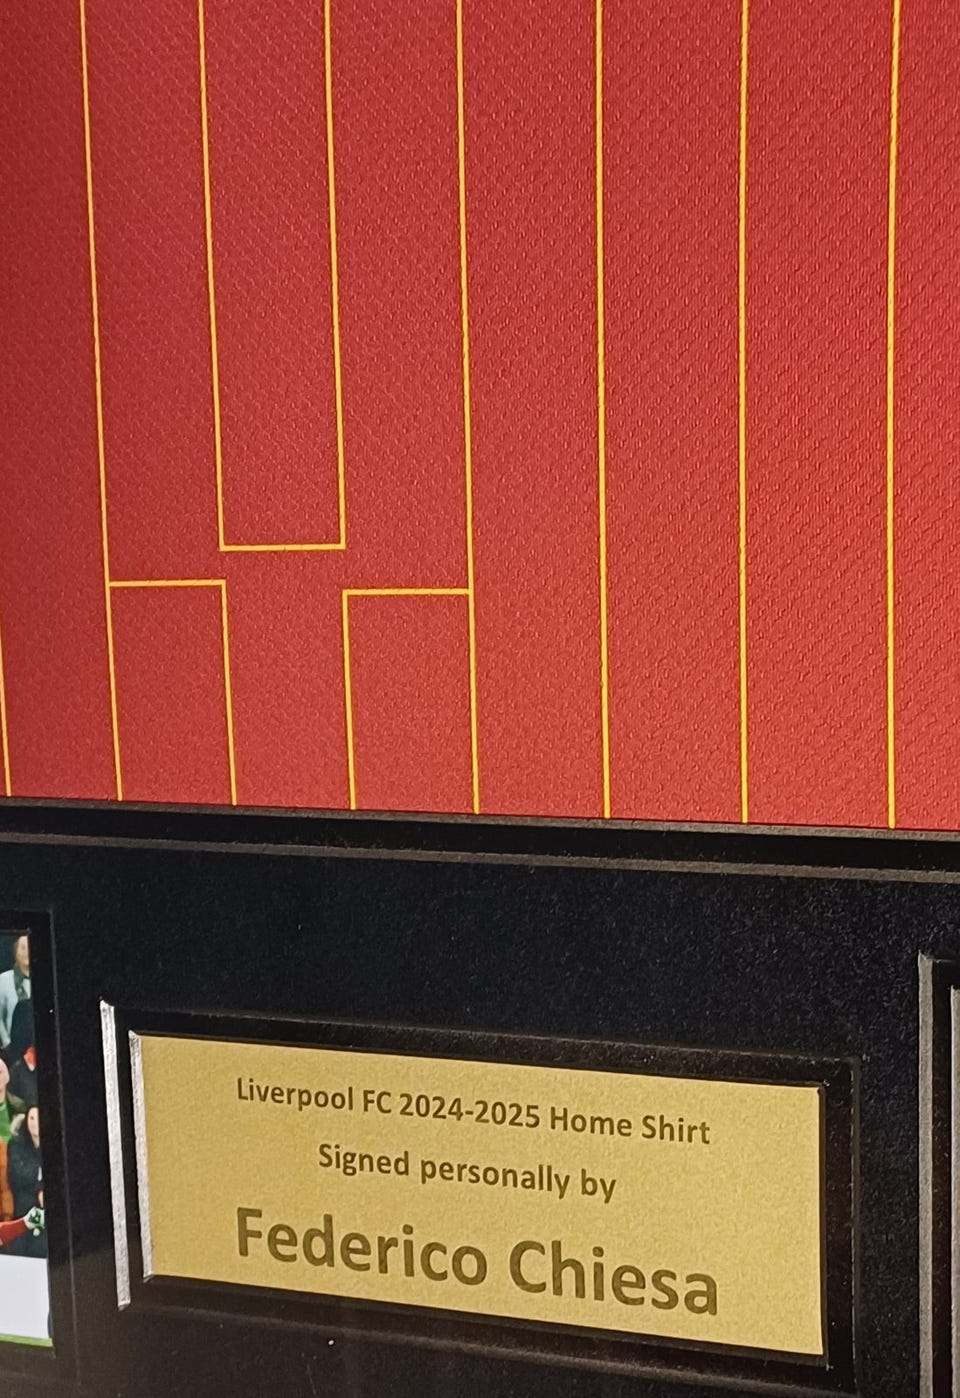 Liverpool FC 2024-2025 Home Shirt
Signed personally by
Federico Chiesa